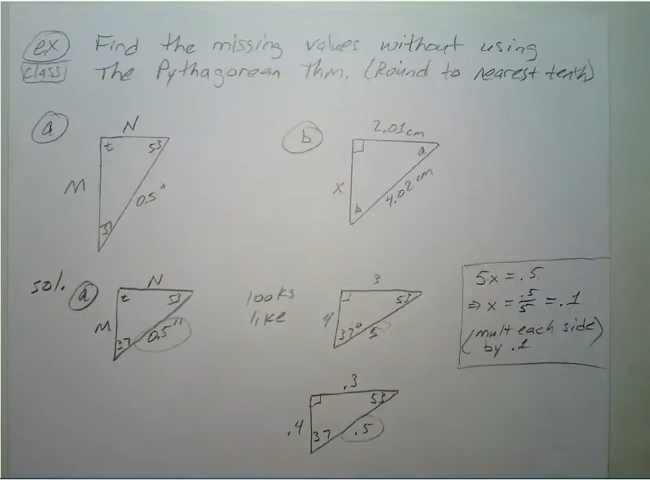 ex Find the missing values without using
class The Pythagorean Thm. (Round to nearest tenth)
a
N
t 53
M
0.5"
37
b
2.01cm
a
x
4.02 cm
b
sol. a
N
t 53
M
37 0.5"
looks
like
3
53
4
37° 5
5x = .5
⇒ x = .5/5 = .1
(mult each side
by .1)
.3
53
.4
37 .5